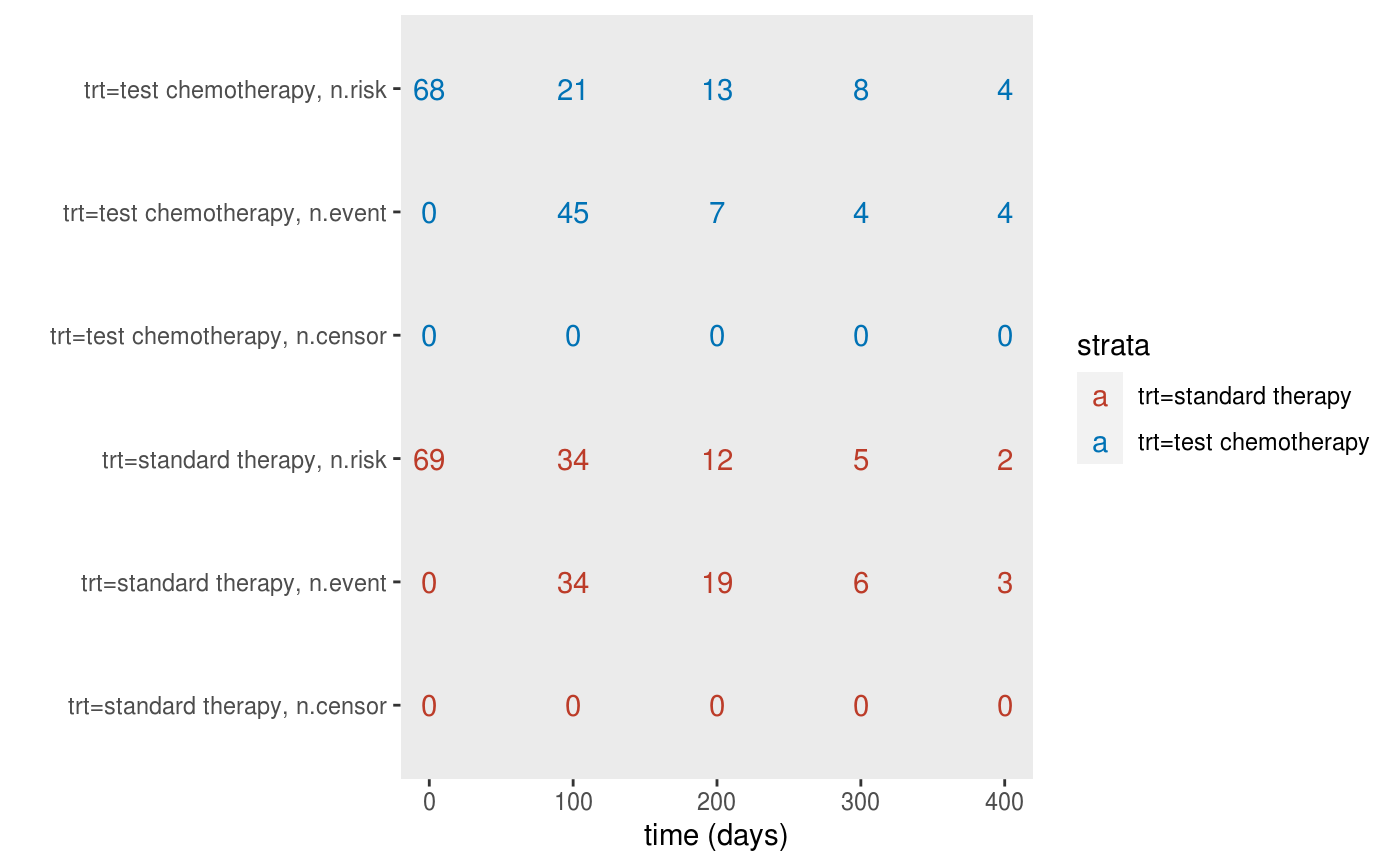 trt=test chemotherapy, n.risk 68 21 13 8 4
trt=test chemotherapy, n.event 0 45 7 4 4
trt=test chemotherapy, n.censor 0 0 0 0 0
trt=standard therapy, n.risk 69 34 12 5 2
trt=standard therapy, n.event 0 34 19 6 3
trt=standard therapy, n.censor 0 0 0 0 0
0 100 200 300 400
time (days)
strata
a trt=standard therapy
a trt=test chemotherapy